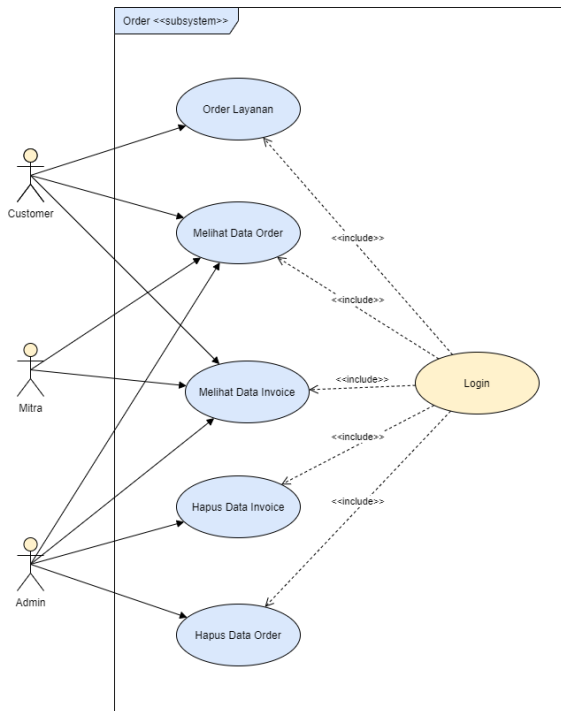 Order <<subsystem>>
Order Layanan
Customer
Melihat Data Order
<<include>>
<<include>>
Mitra
Melihat Data Invoice
<<include>>
Login
<<include>>
Hapus Data Invoice
<<include>>
Admin
Hapus Data Order